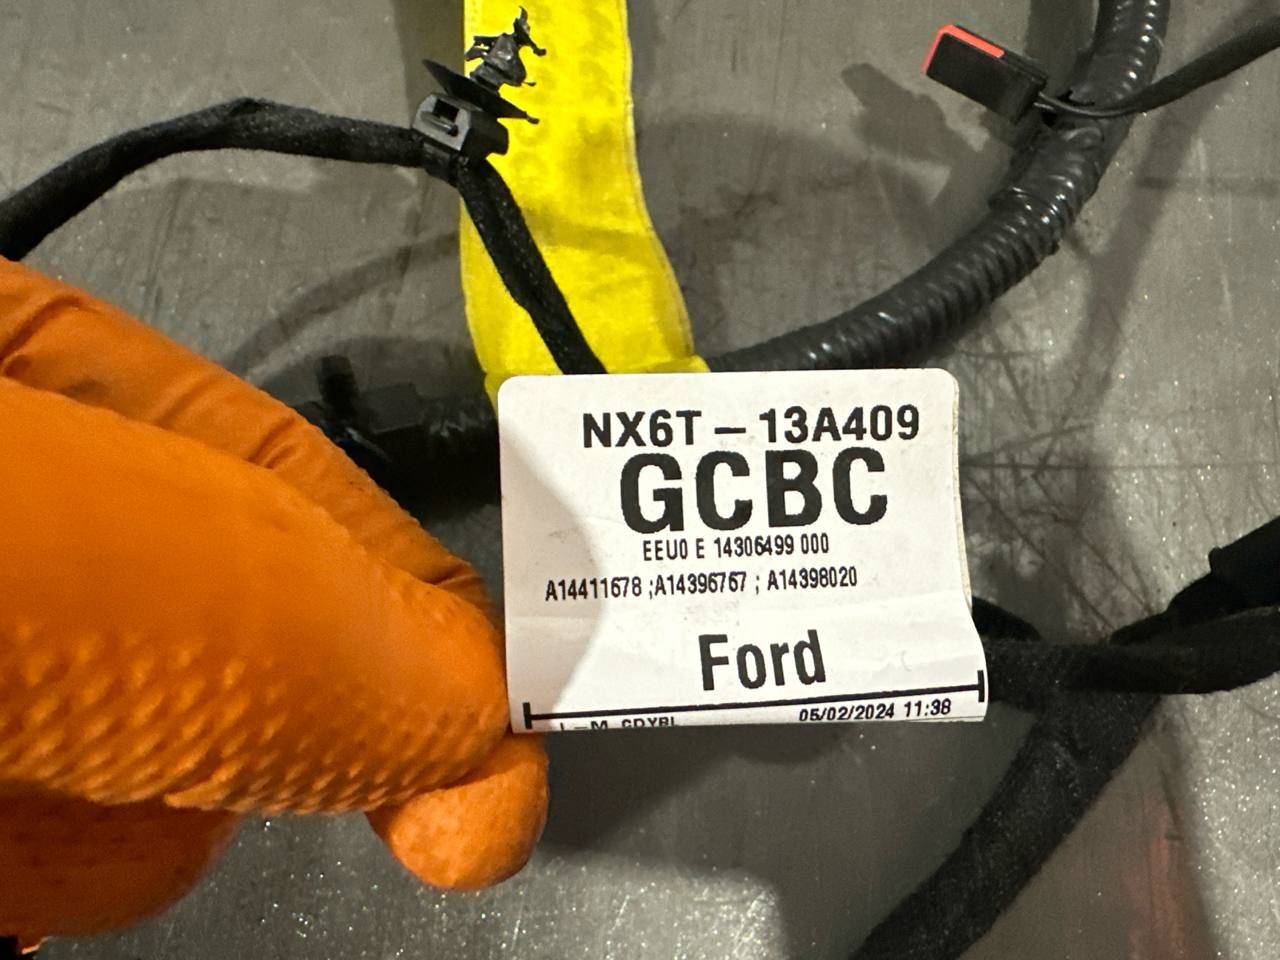 NX6T – 13A409
GCBC
EEU0 E 14306499 000
A14411678 ;A14396767 ; A14398020
Ford
05/02/2024 11:38